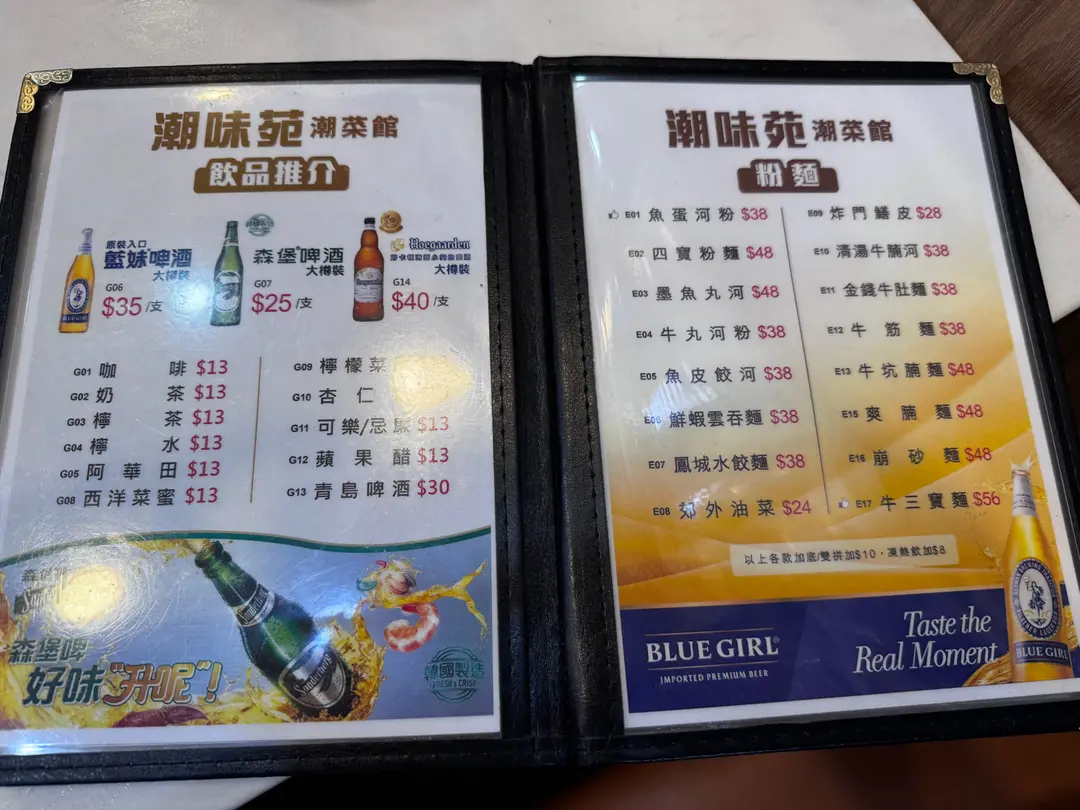 潮味苑 潮菜館
飲品推介
原裝入口
藍妹®啤酒
大樽裝
G06
$35/支
韓國製造
森堡®啤酒
大樽裝
G07
$25/支
Hoegaarden
大樽裝
G14
$40/支
G01 咖啡 $13
G02 奶茶 $13
G03 檸茶 $13
G04 檸水 $13
G05 阿華田 $13
G08 西洋菜蜜 $13
G09 檸檬菜
G10 杏仁
G11 可樂/忌廉 $13
G12 蘋果醋 $13
G13 青島啤酒 $30
森堡啤
好味“升呢”!
韓國製造
FRESH & CRISP
潮味苑 潮菜館
粉麵
E01 魚蛋河粉 $38
E02 四寶粉麵 $48
E03 墨魚丸河 $48
E04 牛丸河粉 $38
E05 魚皮餃河 $38
E06 鮮蝦雲吞麵 $38
E07 鳳城水餃麵 $38
E08 郊外油菜 $24
E09 炸門鱔皮 $28
E10 清湯牛腩河 $38
E11 金錢牛肚麵 $38
E12 牛筋麵 $38
E13 牛坑腩麵 $48
E15 爽腩麵 $48
E16 崩砂麵 $48
E17 牛三寶麵 $56
以上各款加底/雙拼加$10，凍熱飲加$8
BLUE GIRL®
IMPORTED PREMIUM BEER
Taste the
Real Moment
BLUE GIRL